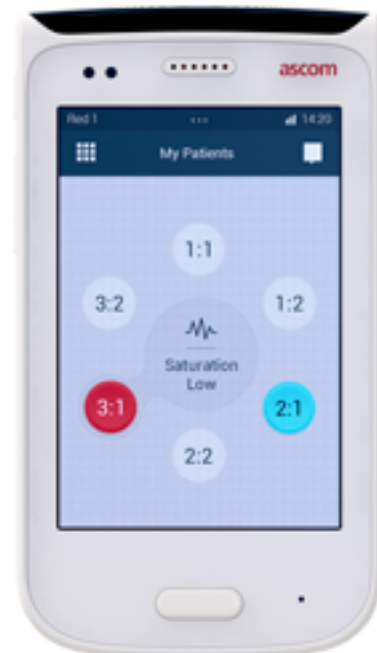 ascom
Red 1
14:20
My Patients
1:1
3:2
1:2
Saturation
Low
3:1
2:1
2:2